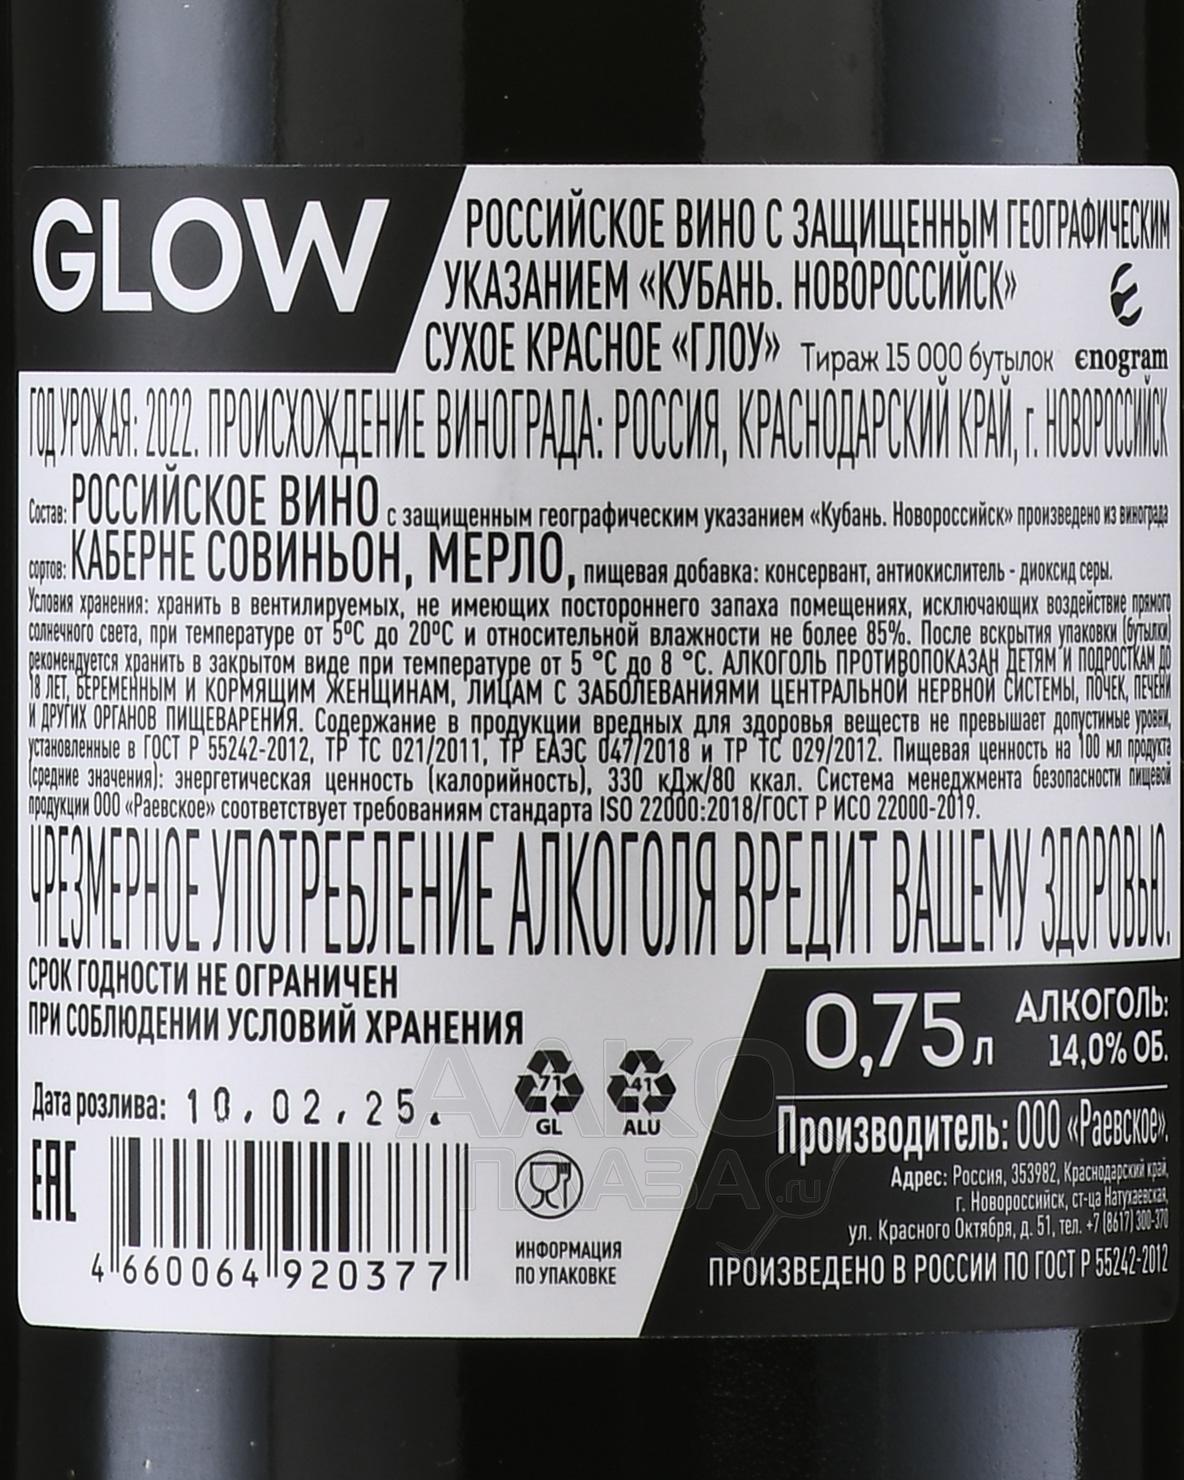 GLOW
РОССИЙСКОЕ ВИНО С ЗАЩИЩЕННЫМ ГЕОГРАФИЧЕСКИМ
УКАЗАНИЕМ «КУБАНЬ. НОВОРОССИЙСК»
СУХОЕ КРАСНОЕ «ГЛОУ» Тираж 15 000 бутылок Єnogram
ГОД УРОЖАЯ: 2022. ПРОИСХОЖДЕНИЕ ВИНОГРАДА: РОССИЯ, КРАСНОДАРСКИЙ КРАЙ, г. НОВОРОССИЙСК
Состав: РОССИЙСКОЕ ВИНО с защищенным географическим указанием «Кубань. Новороссийск» произведено из винограда
сортов: КАБЕРНЕ СОВИНЬОН, МЕРЛО, пищевая добавка: консервант, антиокислитель - диоксид серы.
Условия хранения: хранить в вентилируемых, не имеющих постороннего запаха помещениях, исключающих воздействие прямого
солнечного света, при температуре от 5ºС до 20ºС и относительной влажности не более 85%. После вскрытия упаковки (бутылки)
рекомендуется хранить в закрытом виде при температуре от 5 °С до 8 °С. АЛКОГОЛЬ ПРОТИВОПОКАЗАН ДЕТЯМ И ПОДРОСТКАМ ДО
18 ЛЕТ, БЕРЕМЕННЫМ И КОРМЯЩИМ ЖЕНЩИНАМ, ЛИЦАМ С ЗАБОЛЕВАНИЯМИ ЦЕНТРАЛЬНОЙ НЕРВНОЙ СИСТЕМЫ, ПОЧЕК, ПЕЧЕНИ
И ДРУГИХ ОРГАНОВ ПИЩЕВАРЕНИЯ. Содержание в продукции вредных для здоровья веществ не превышает допустимые уровни,
установленные в ГОСТ Р 55242-2012, ТР ТС 021/2011, ТР ЕАЭС 047/2018 и ТР ТС 029/2012. Пищевая ценность на 100 мл продукта
(средние значения): энергетическая ценность (калорийность), 330 кДж/80 ккал. Система менеджмента безопасности пищевой
продукции ООО «Раевское» соответствует требованиям стандарта ISO 22000:2018/ГОСТ Р ИСО 22000-2019.
ЧРЕЗМЕРНОЕ УПОТРЕБЛЕНИЕ АЛКОГОЛЯ ВРЕДИТ ВАШЕМУ ЗДОРОВЬЮ.
СРОК ГОДНОСТИ НЕ ОГРАНИЧЕН
ПРИ СОБЛЮДЕНИИ УСЛОВИЙ ХРАНЕНИЯ
Дата розлива: 10.02.25.
EAC
4 660064 920377
71
GL
41
ALU
ИНФОРМАЦИЯ
ПО УПАКОВКЕ
0,75 л
АЛКОГОЛЬ:
14,0% ОБ.
Производитель: ООО «Раевское».
Адрес: Россия, 353982, Краснодарский край,
г. Новороссийск, ст-ца Натухаевская,
ул. Красного Октября, д. 51, тел. +7 (8617) 300-370
ПРОИЗВЕДЕНО В РОССИИ ПО ГОСТ Р 55242-2012
АЛКО
ПЛАЗА.ru